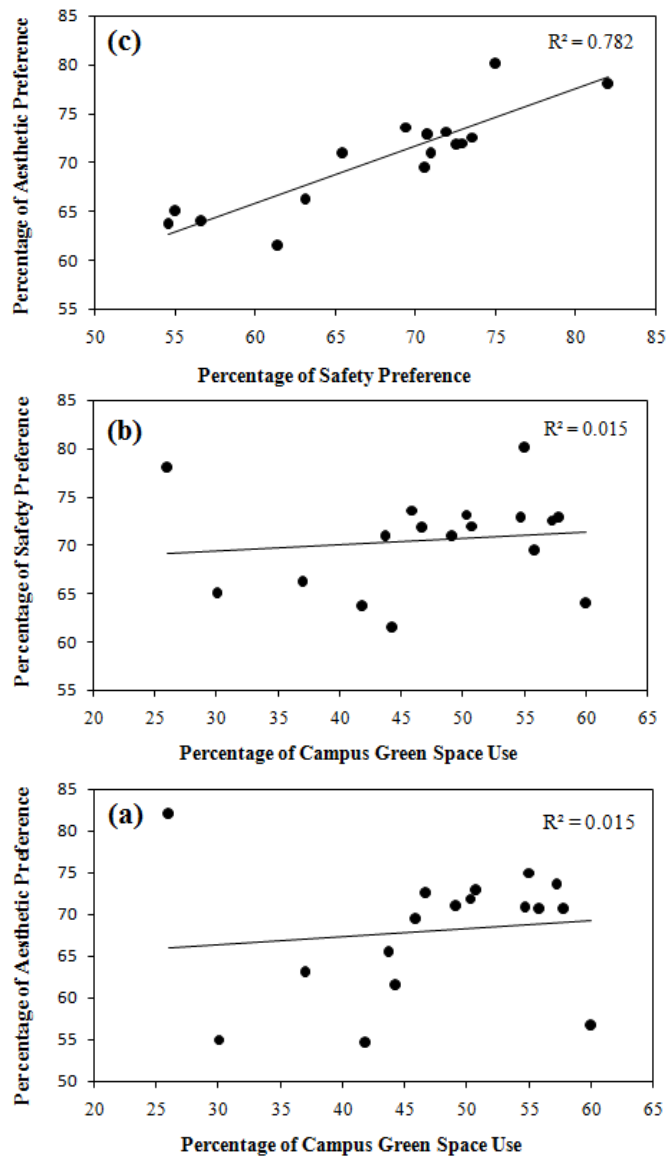 (c)
R² = 0.782
Percentage of Aesthetic Preference
85
80
75
70
65
60
55
50 55 60 65 70 75 80 85
Percentage of Safety Preference
(b)
R² = 0.015
Percentage of Safety Preference
85
80
75
70
65
60
55
20 25 30 35 40 45 50 55 60 65
Percentage of Campus Green Space Use
(a)
R² = 0.015
Percentage of Aesthetic Preference
85
80
75
70
65
60
55
50
20 25 30 35 40 45 50 55 60 65
Percentage of Campus Green Space Use